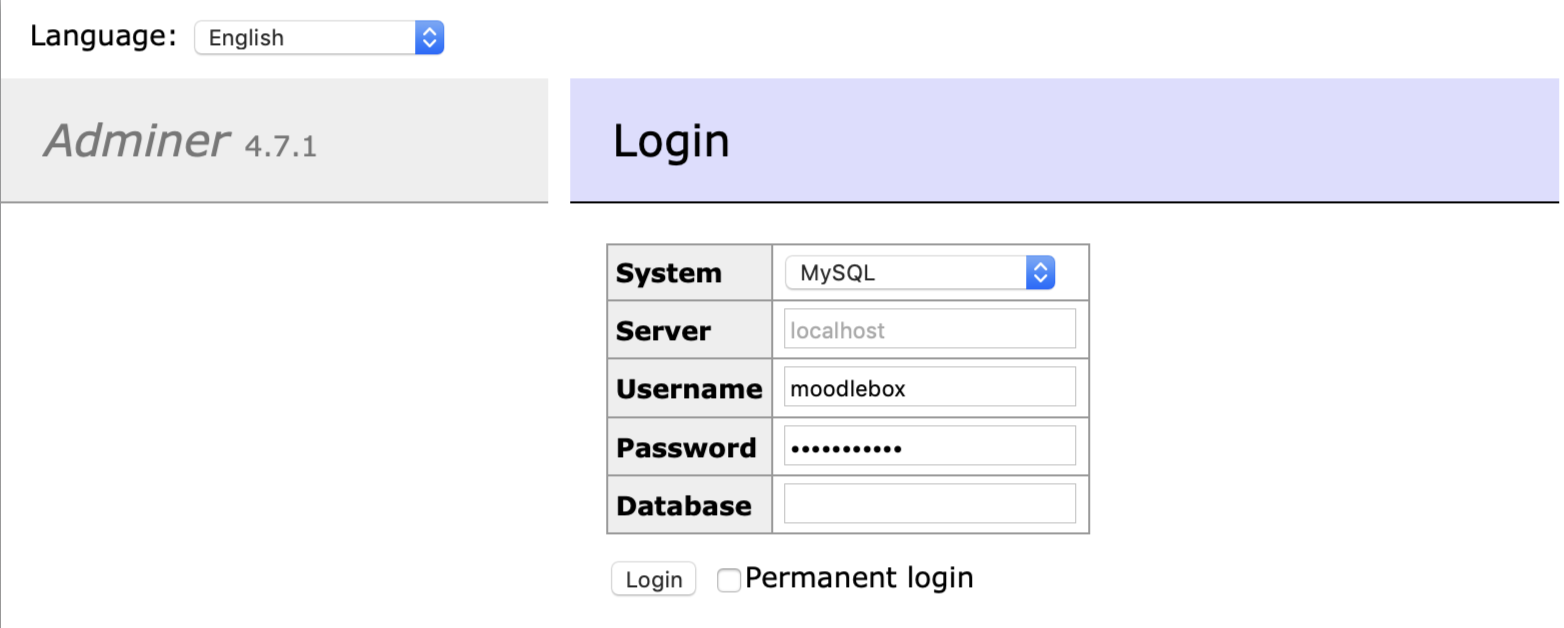 Language: English
Adminer 4.7.1
Login
System MySQL
Server localhost
Username moodlebox
Password •••••••••••
Database
Login Permanent login